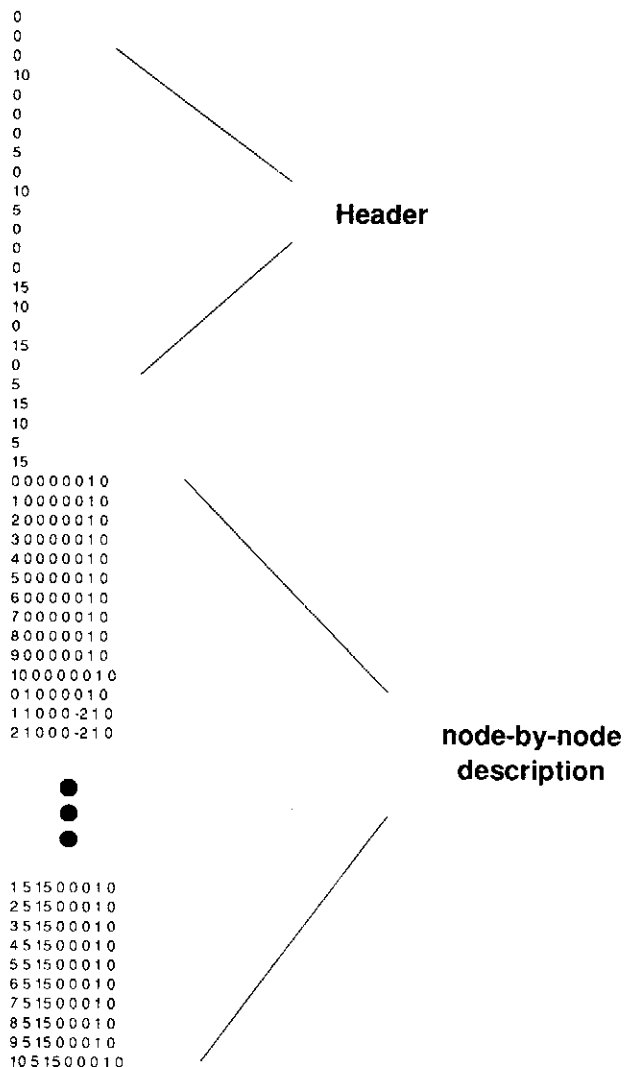 0
0
0
10
0
0
0
5
0
10
5
0
0
0
15
10
0
15
0
5
15
10
5
15
0 0 0 0 0 0 1 0
1 0 0 0 0 0 1 0
2 0 0 0 0 0 1 0
3 0 0 0 0 0 1 0
4 0 0 0 0 0 1 0
5 0 0 0 0 0 1 0
6 0 0 0 0 0 1 0
7 0 0 0 0 0 1 0
8 0 0 0 0 0 1 0
9 0 0 0 0 0 1 0
10 0 0 0 0 0 1 0
0 1 0 0 0 0 1 0
1 1 0 0 0 -2 1 0
2 1 0 0 0 -2 1 0
1 5 15 0 0 0 1 0
2 5 15 0 0 0 1 0
3 5 15 0 0 0 1 0
4 5 15 0 0 0 1 0
5 5 15 0 0 0 1 0
6 5 15 0 0 0 1 0
7 5 15 0 0 0 1 0
8 5 15 0 0 0 1 0
9 5 15 0 0 0 1 0
10 5 15 0 0 0 1 0
Header
node-by-node
description